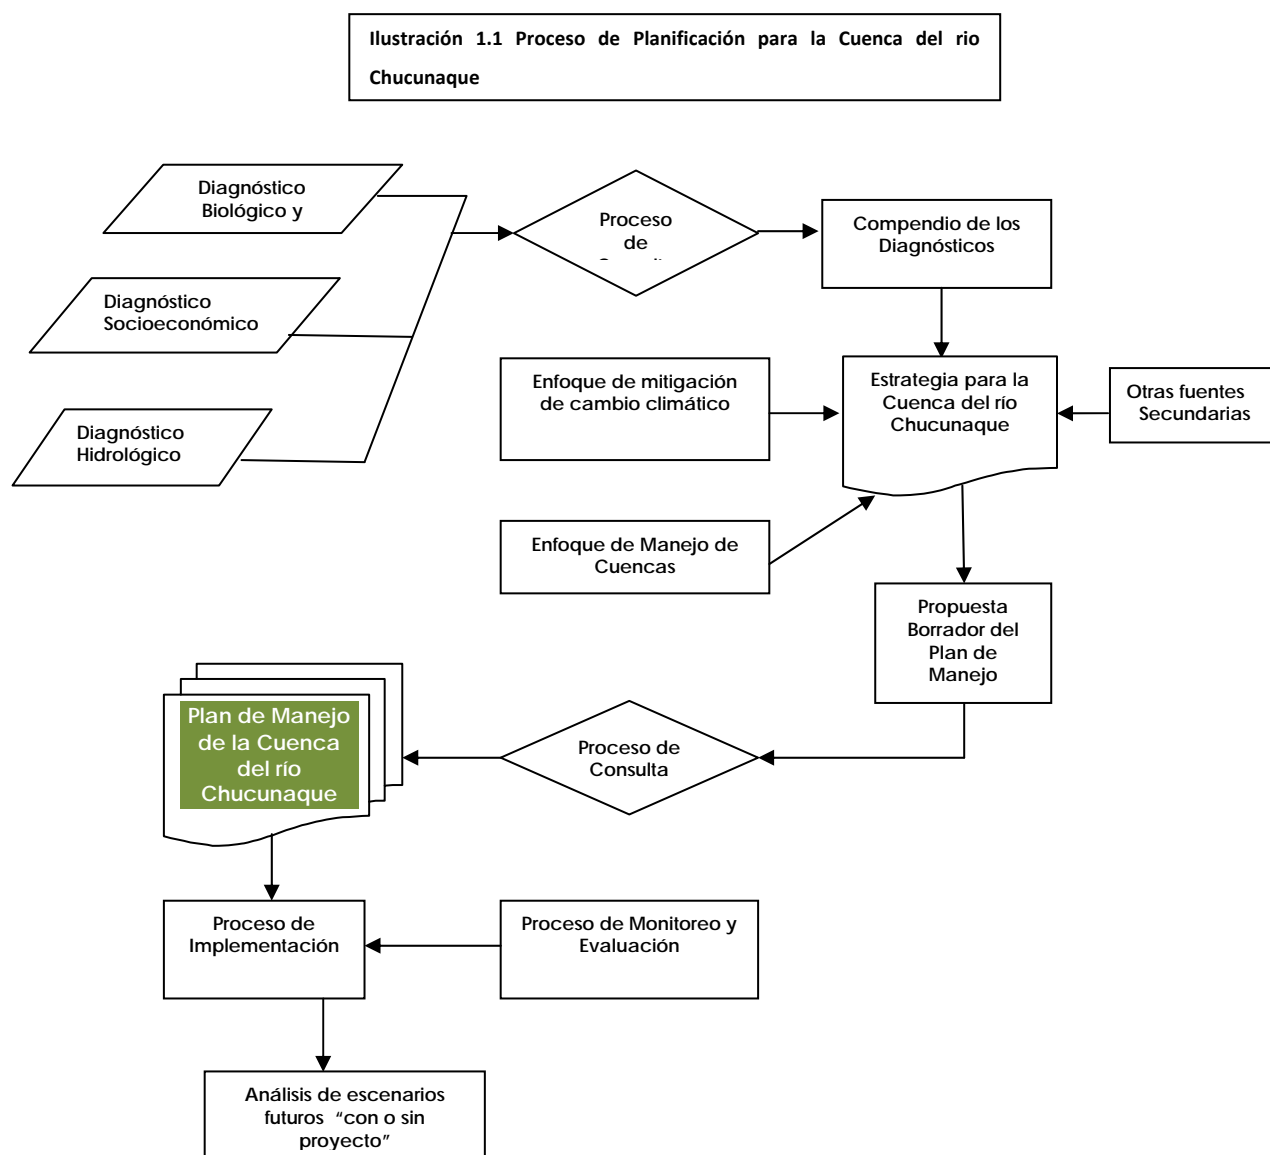 Ilustración 1.1 Proceso de Planificación para la Cuenca del rio
Chucunaque
Diagnóstico
Biológico y
Proceso
de
Compendio de los
Diagnósticos
Diagnóstico
Socioeconómico
Enfoque de mitigación
de cambio climático
Estrategia para la
Cuenca del río
Chucunaque
Otras fuentes
Secundarias
Diagnóstico
Hidrológico
Enfoque de Manejo de
Cuencas
Propuesta
Borrador del
Plan de
Manejo
Plan de Manejo
de la Cuenca
del río
Chucunaque
Proceso de
Consulta
Proceso de
Implementación
Proceso de Monitoreo y
Evaluación
Análisis de escenarios
futuros "con o sin
proyecto"